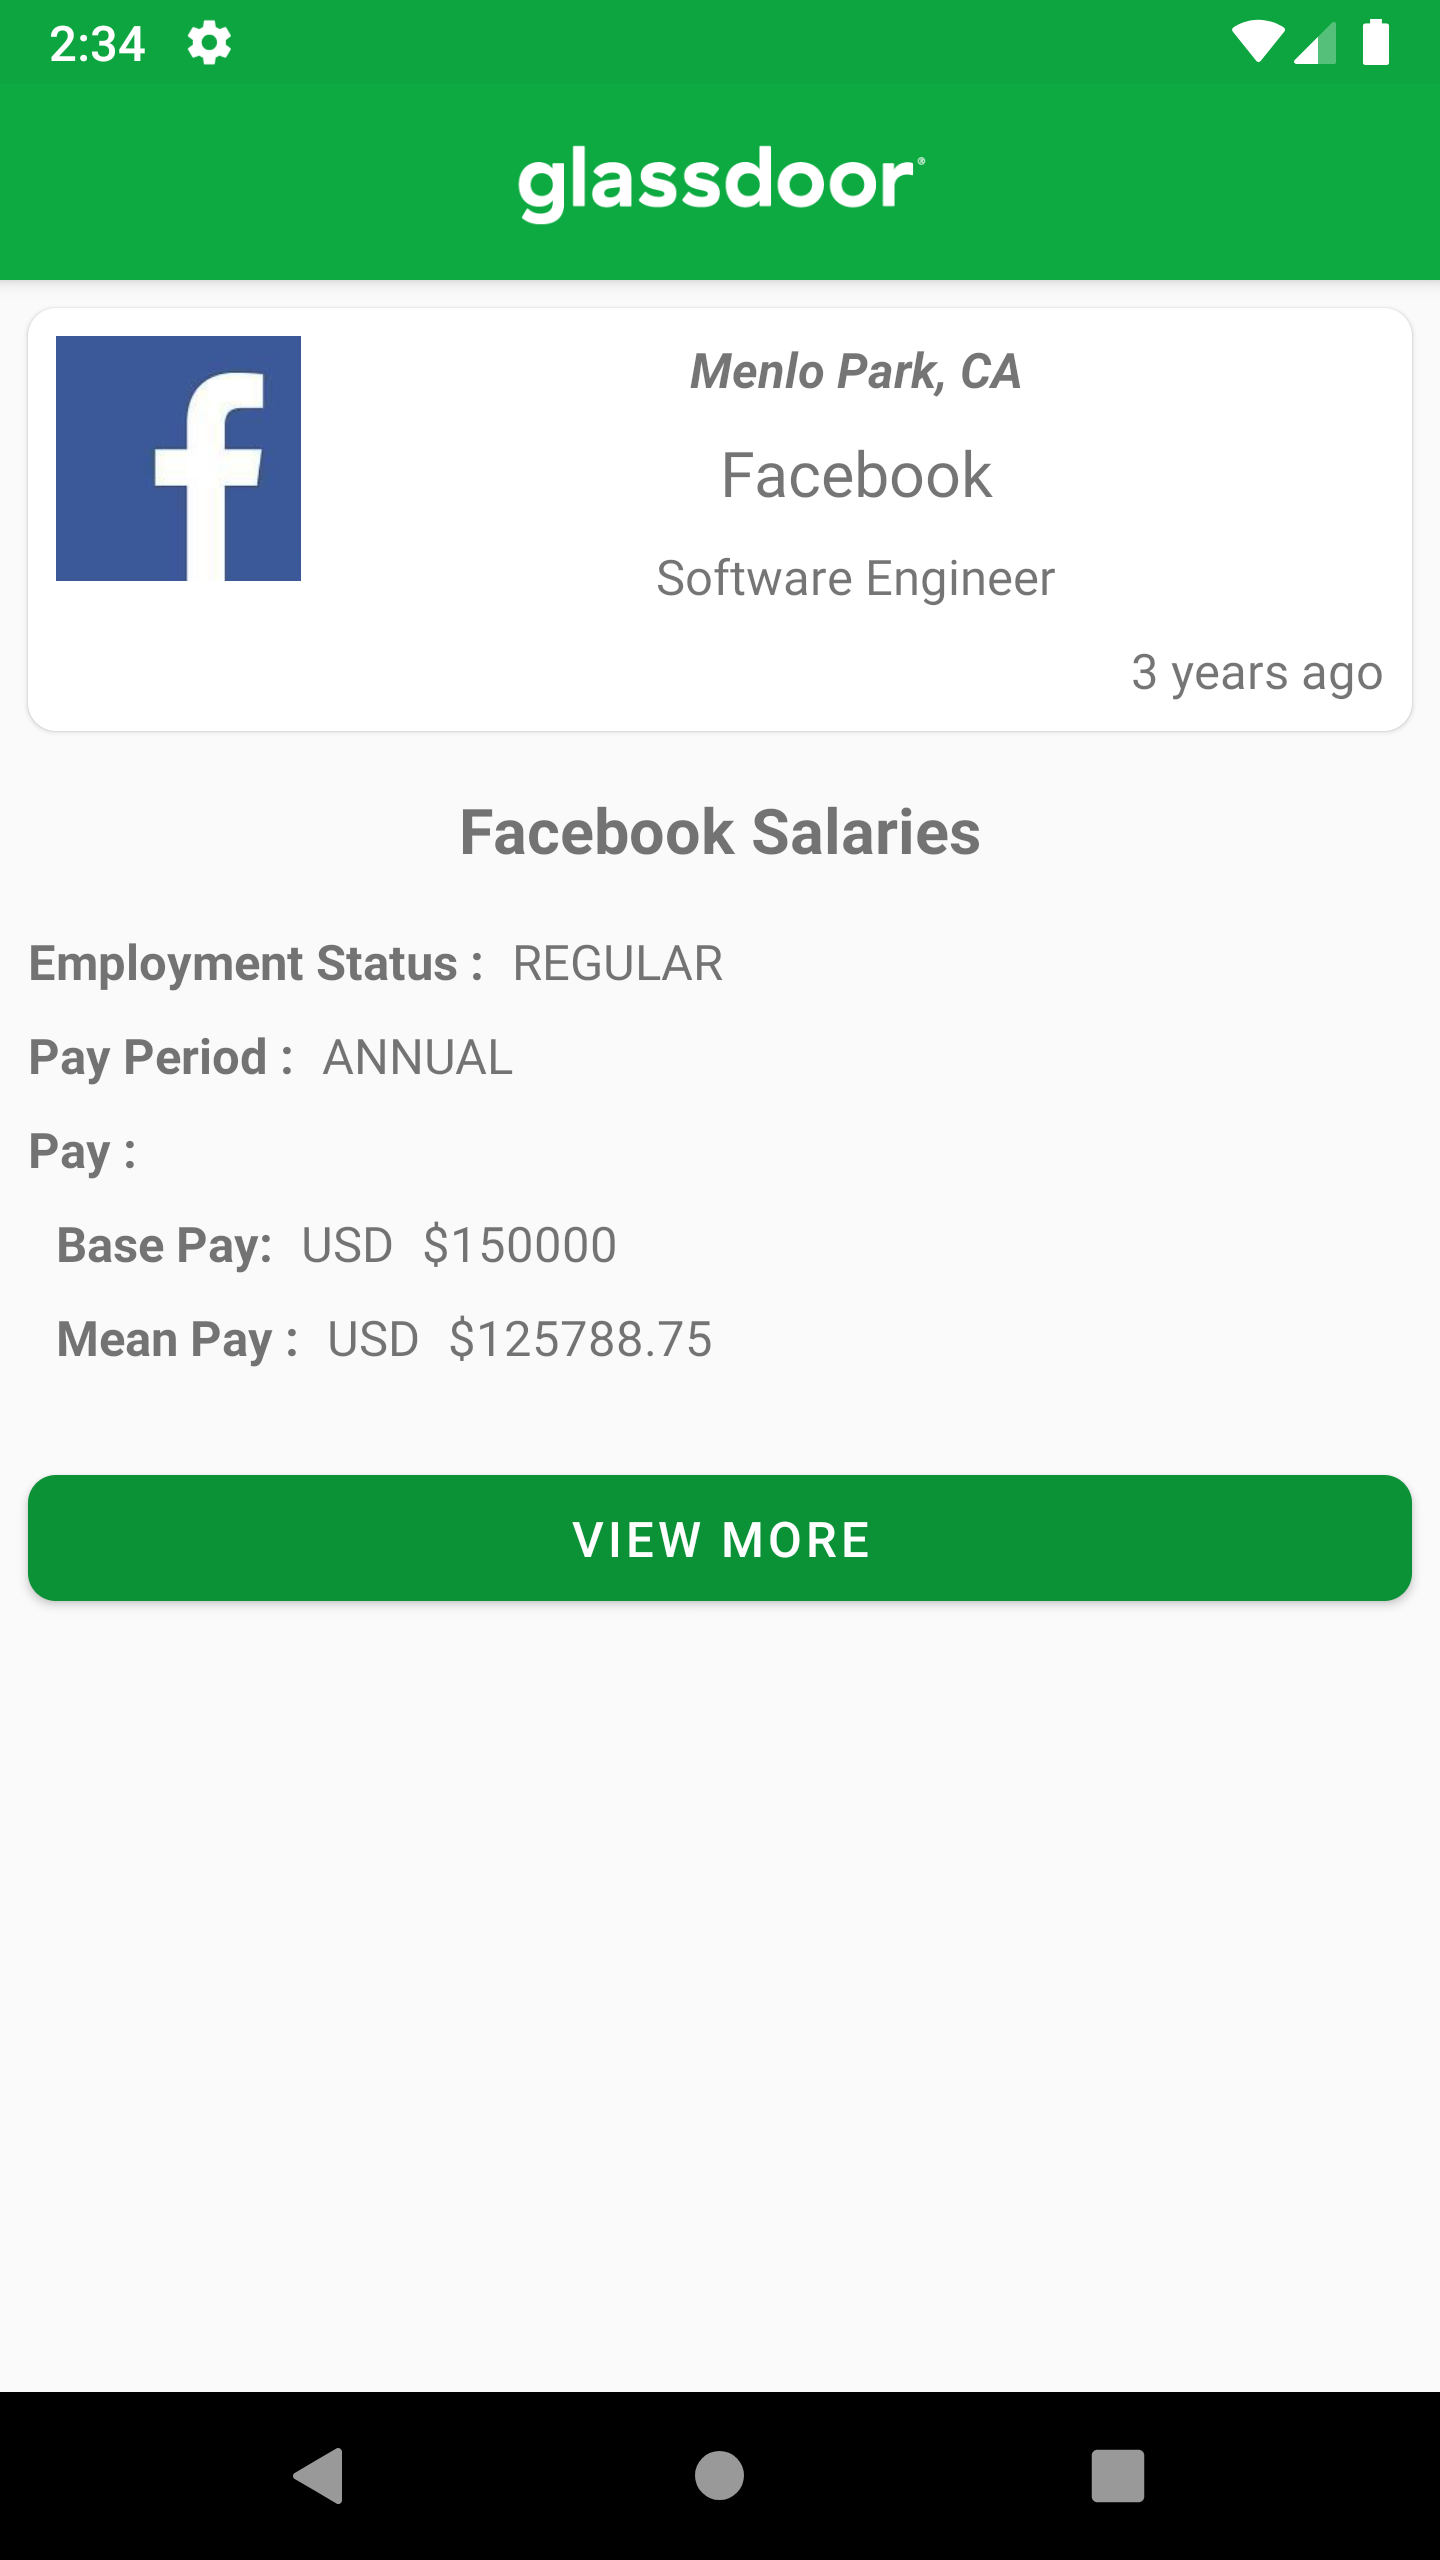 2:34
glassdoor®
Menlo Park, CA
Facebook
Software Engineer
3 years ago
Facebook Salaries
Employment Status : REGULAR
Pay Period : ANNUAL
Pay :
Base Pay: USD $150000
Mean Pay : USD $125788.75
VIEW MORE